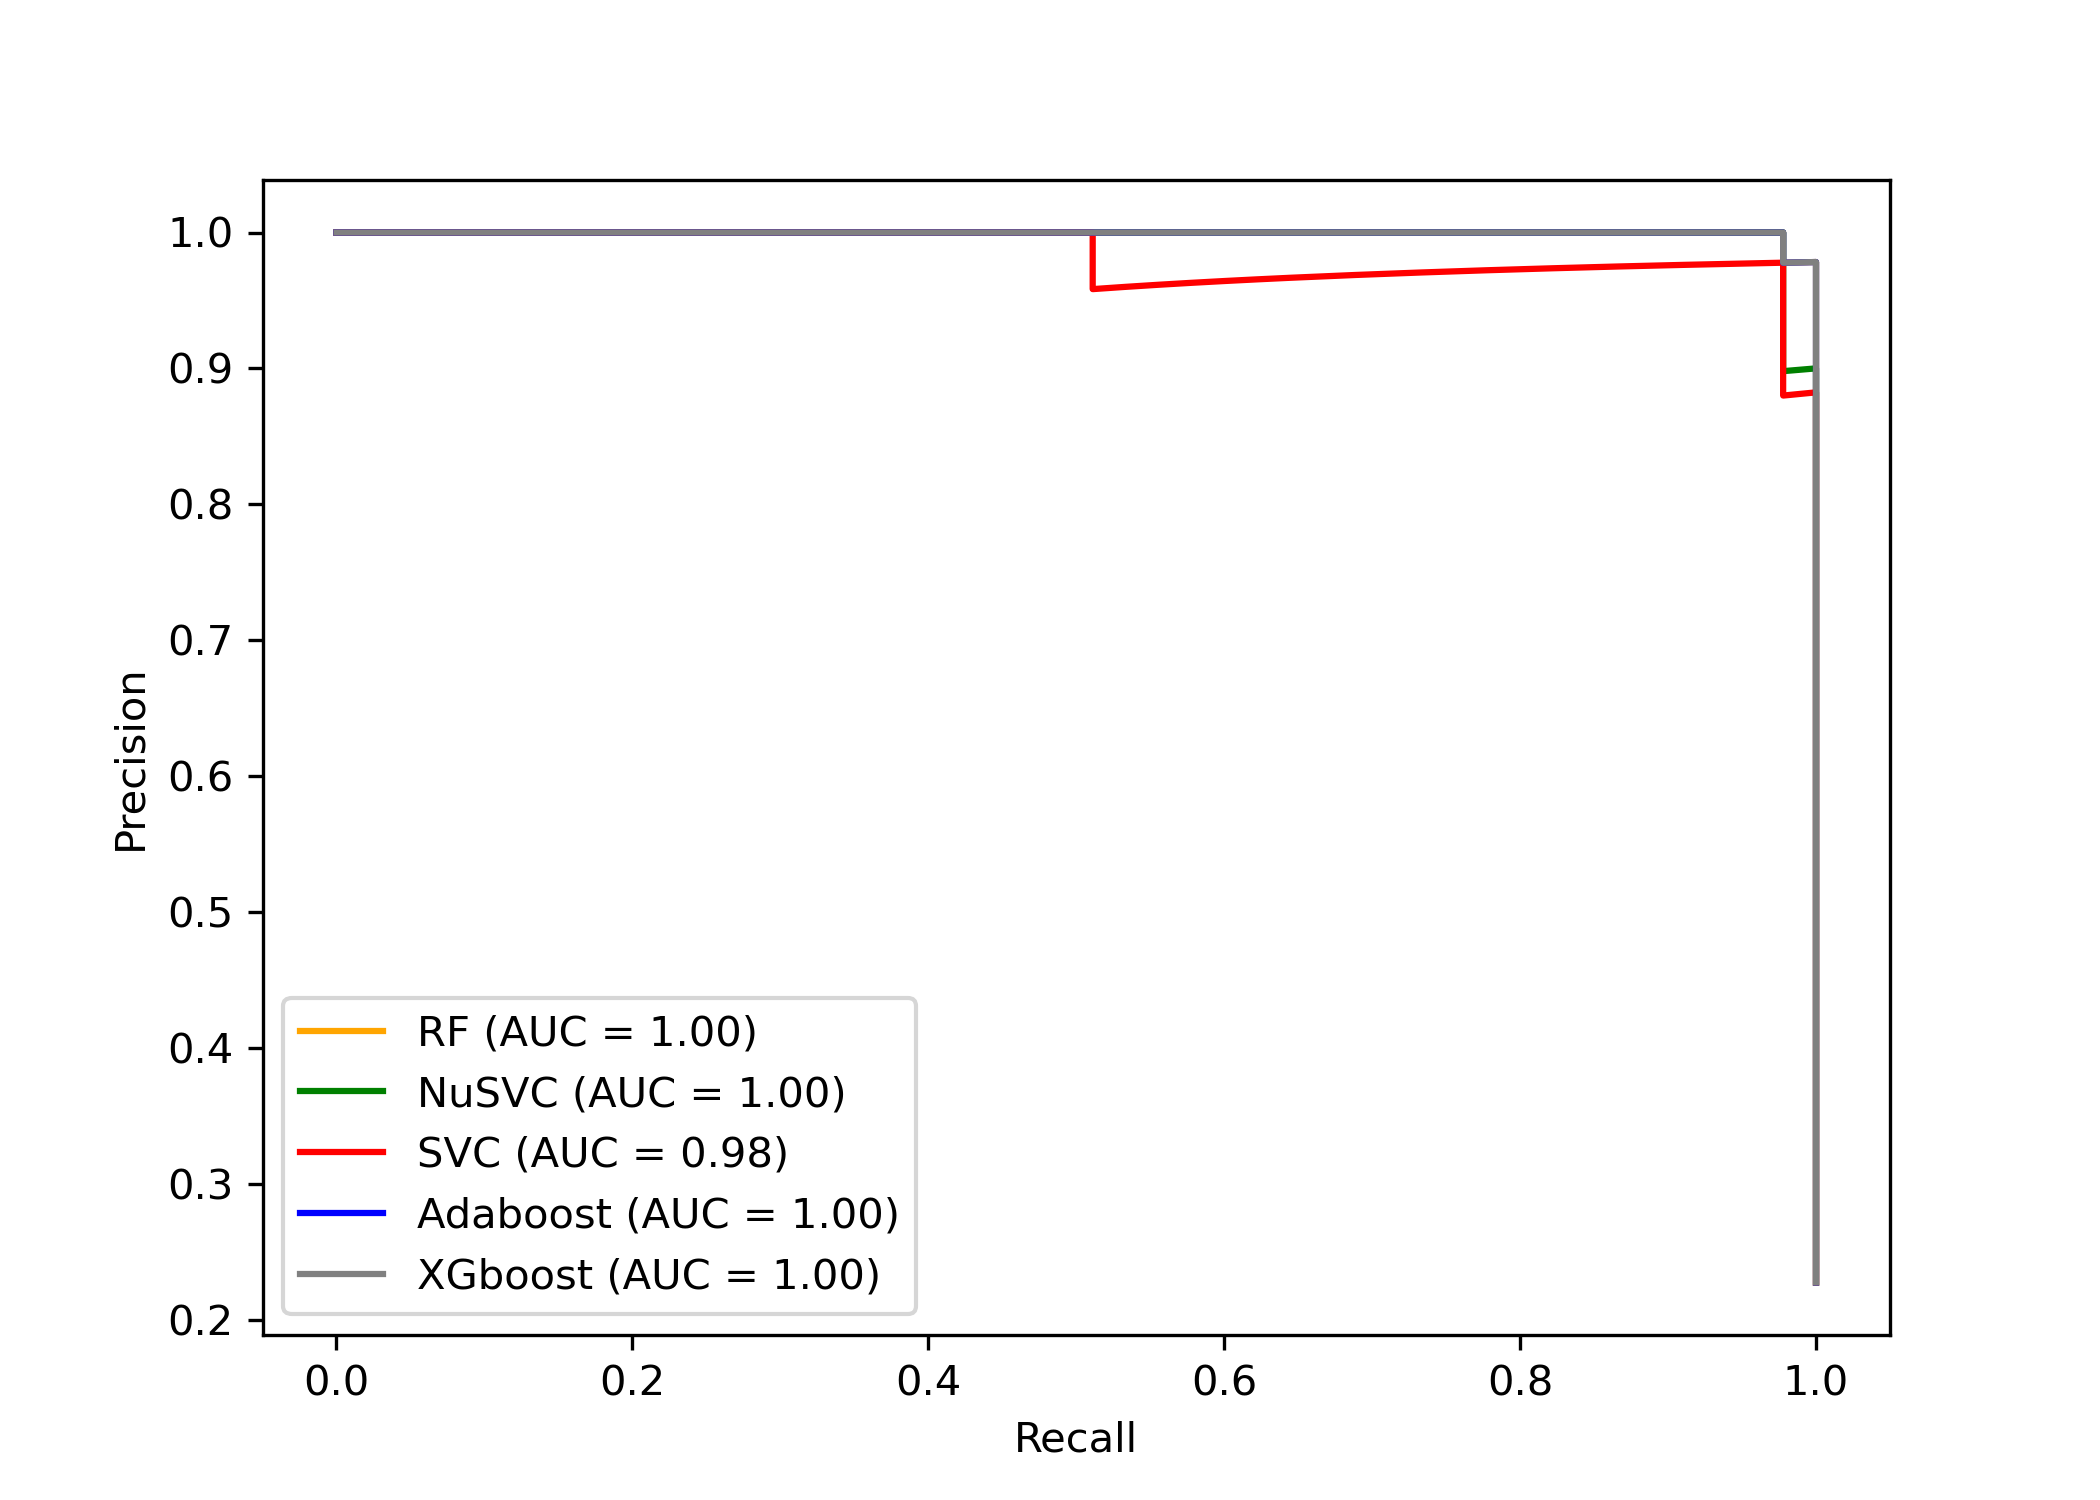 1.0
0.9
0.8
0.7
0.6
0.5
0.4
0.3
0.2
Precision
RF (AUC = 1.00)
NuSVC (AUC = 1.00)
SVC (AUC = 0.98)
Adaboost (AUC = 1.00)
XGboost (AUC = 1.00)
0.0 0.2 0.4 0.6 0.8 1.0
Recall